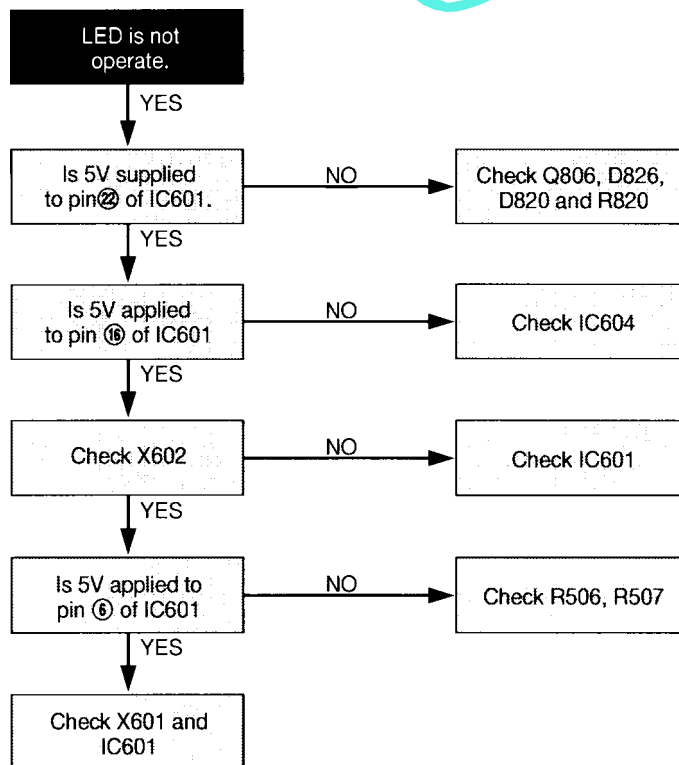 LED is not
operate.
YES
Is 5V supplied
to pin㉒ of IC601.
NO
Check Q806, D826,
D820 and R820
YES
Is 5V applied
to pin ⑯ of IC601
NO
Check IC604
YES
Check X602
NO
Check IC601
YES
Is 5V applied to
pin ⑥ of IC601
NO
Check R506, R507
YES
Check X601 and
IC601